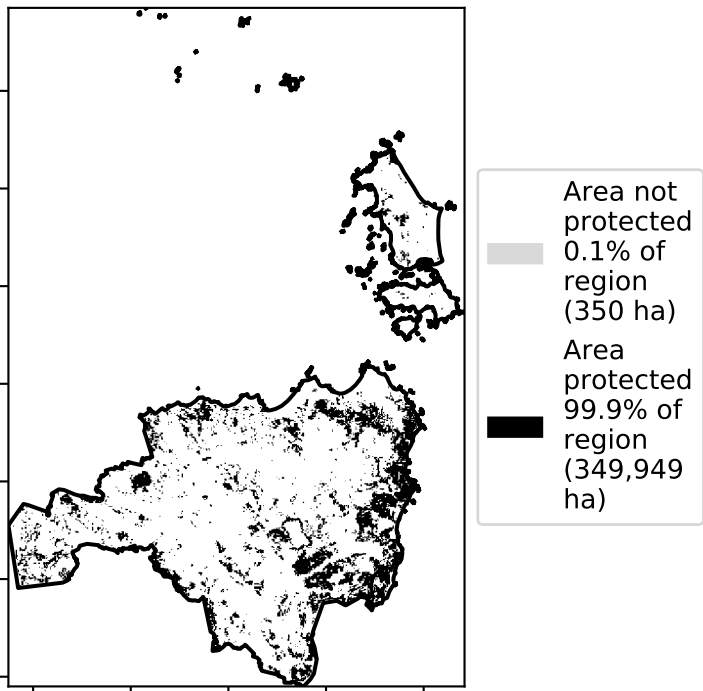 Area not
protected
0.1% of
region
(350 ha)
Area
protected
99.9% of
region
(349,949
ha)